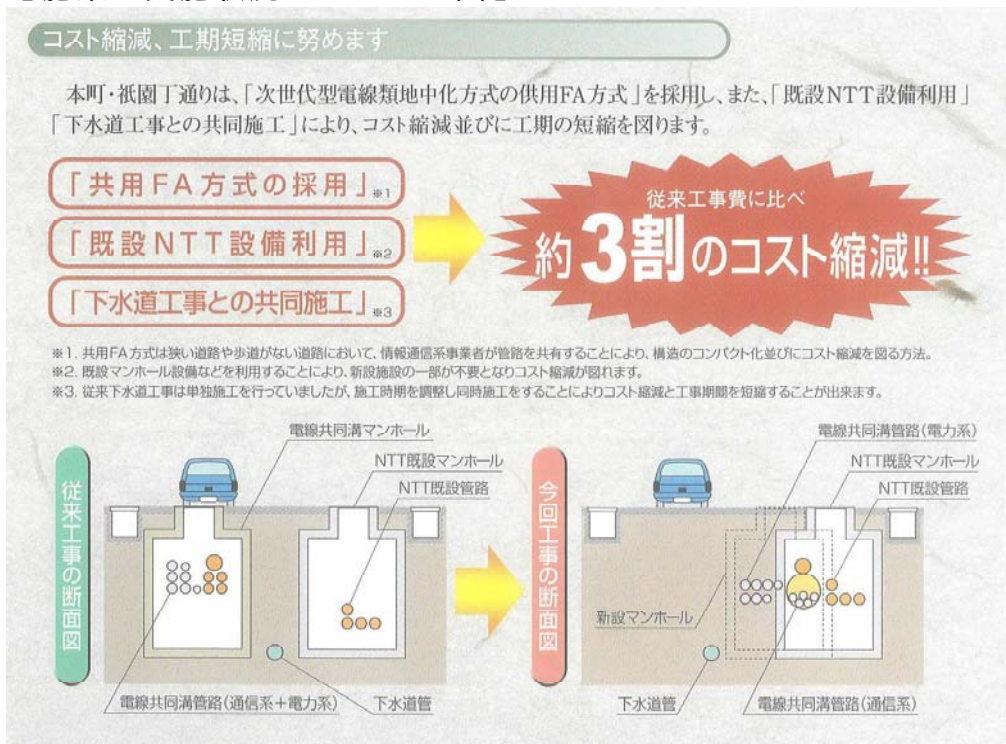 コスト縮減、工期短縮に努めます
本町・祇園丁通りは、「次世代型電線類地中化方式の供用FA方式」を採用し、また、「既設NTT設備利用」
「下水道工事との共同施工」により、コスト縮減並びに工期の短縮を図ります。
「共用FA方式の採用」※1
「既設NTT設備利用」※2
「下水道工事との共同施工」※3
従来工事費に比べ
約3割のコスト縮減!!
※1. 共用FA方式は狭い道路や歩道がない道路において、情報通信系事業者が管路を共有することにより、構造のコンパクト化並びにコスト縮減を図る方法。
※2. 既設マンホール設備などを利用することにより、新設施設の一部が不要となりコスト縮減が図れます。
※3. 従来下水道工事は単独施工を行っていましたが、施工時期を調整し同時施工をすることによりコスト縮減と工事期間を短縮することが出来ます。
従来工事の断面図
電線共同溝マンホール
NTT既設マンホール
NTT既設管路
電線共同溝管路(通信系+電力系)
下水道管
今回工事の断面図
電線共同溝管路(電力系)
NTT既設マンホール
NTT既設管路
新設マンホール
下水道管
電線共同溝管路(通信系)